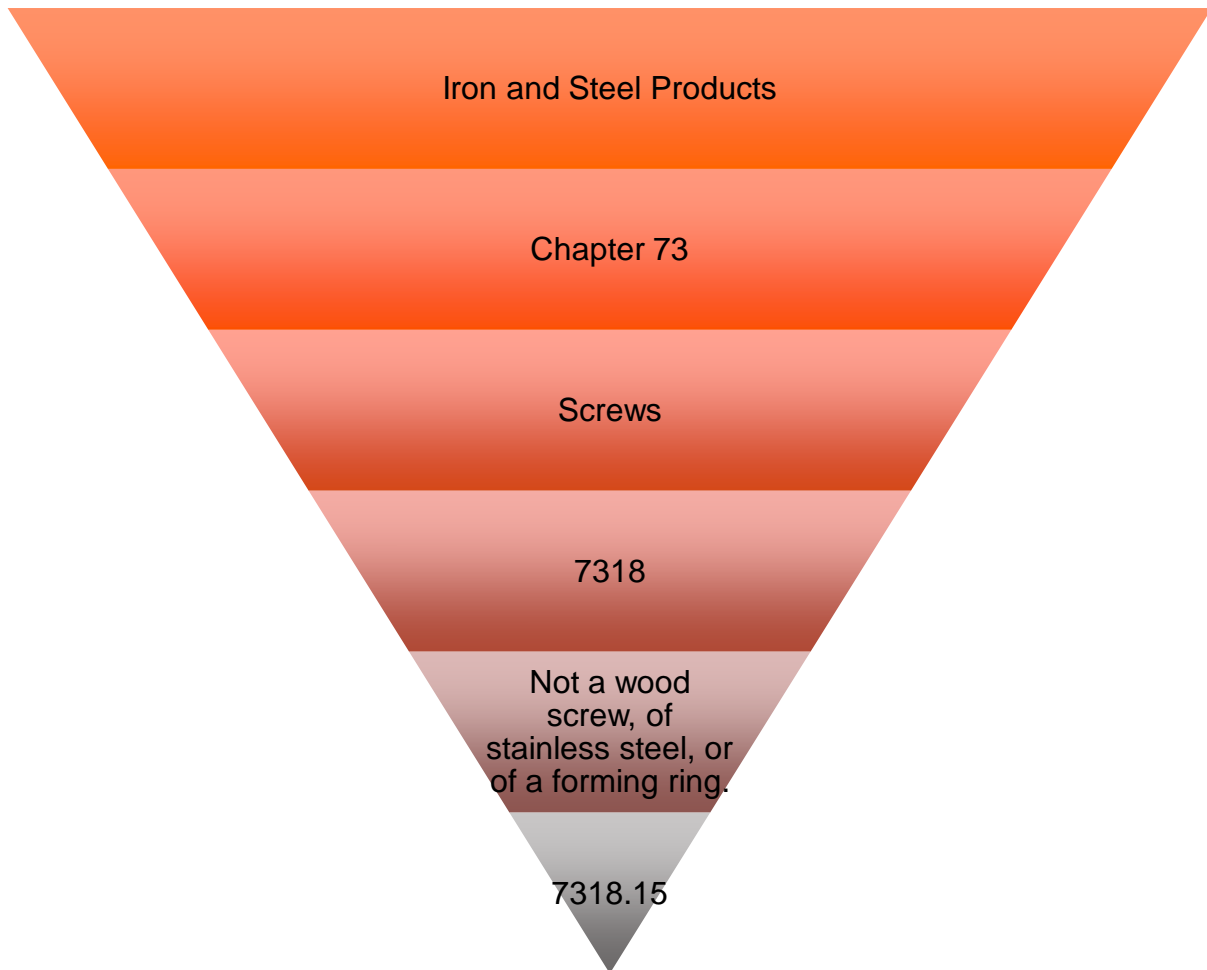 Iron and Steel Products
Chapter 73
Screws
7318
Not a wood
screw, of
stainless steel, or
of a forming ring.
7318.15